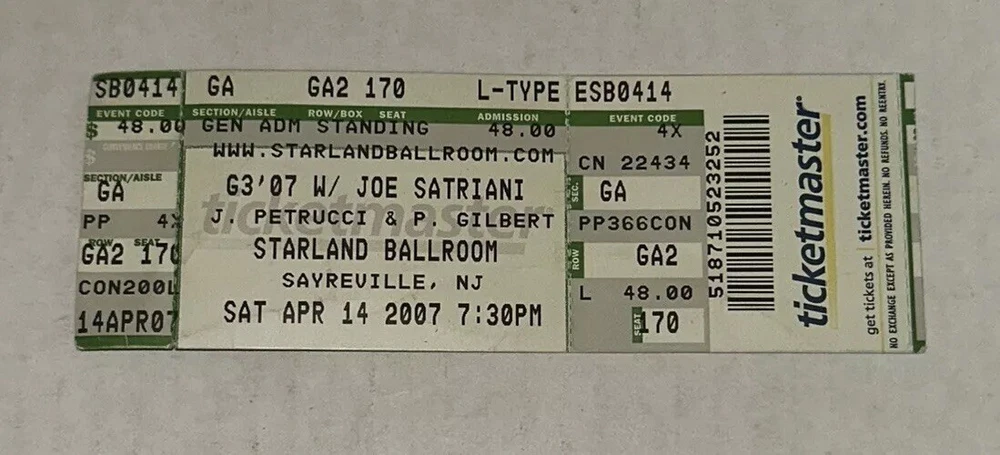 SB0414 GA GA2 170 L-TYPE ESB0414
EVENT CODE SECTION/AISLE ROW/BOX SEAT ADMISSION EVENT CODE
$ 48.00 GEN ADM STANDING 48.00 4X
WWW.STARLANDBALLROOM.COM CN 22434
SECTION/AISLE
GA G3'07 W/ JOE SATRIANI SEC. GA
PP 4X J. PETRUCCI & P. GILBERT PP366CON
ticketmaster
ROW SEAT
GA2 170 STARLAND BALLROOM ROW GA2
CON200L SAYREVILLE, NJ L 48.00
14APR07 SAT APR 14 2007 7:30PM SEAT 170
518710523252
ticketmaster
get tickets at ticketmaster.com
NO EXCHANGE EXCEPT AS PROVIDED HEREIN. NO REFUNDS. NO REENTRY.